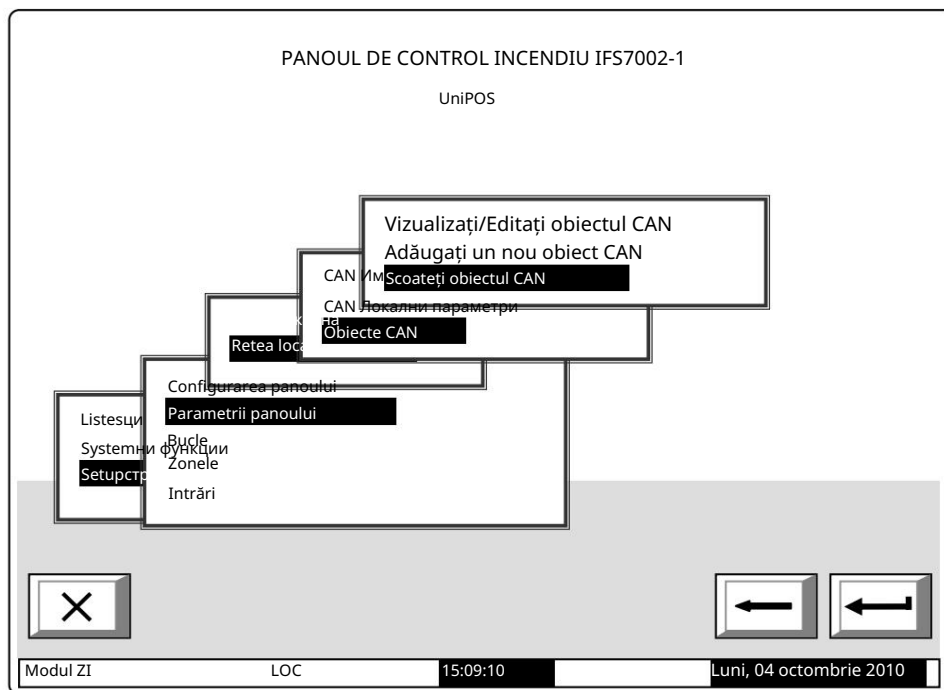 PANOUL DE CONTROL INCENDIU IFS7002-1
UniPOS
Vizualizați/Editați obiectul CAN
Adăugați un nou obiect CAN
Scoateți obiectul CAN
CAN Им
CAN Локални параметри
Obiecte CAN
Retea loca
Configurarea panoului
Parametrii panoului
Bucle
Zonele
Intrări
Listeсци
Systemни функции
Setupстр
Modul ZI
LOC
15:09:10
Luni, 04 octombrie 2010